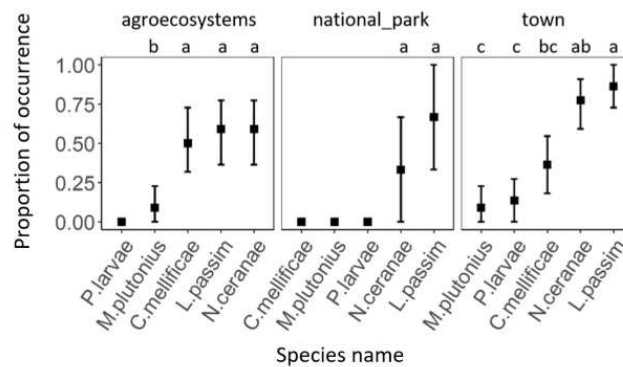 agroecosystems national_park town
b a a a a a c c bc ab a
Proportion of occurrence
1.00
0.75
0.50
0.25
0.00
P.larvae M.plutonius C.mellificae L.passim N.ceranae C.mellificae M.plutonius P.larvae N.ceranae L.passim M.plutonius P.larvae C.mellificae N.ceranae L.passim
Species name